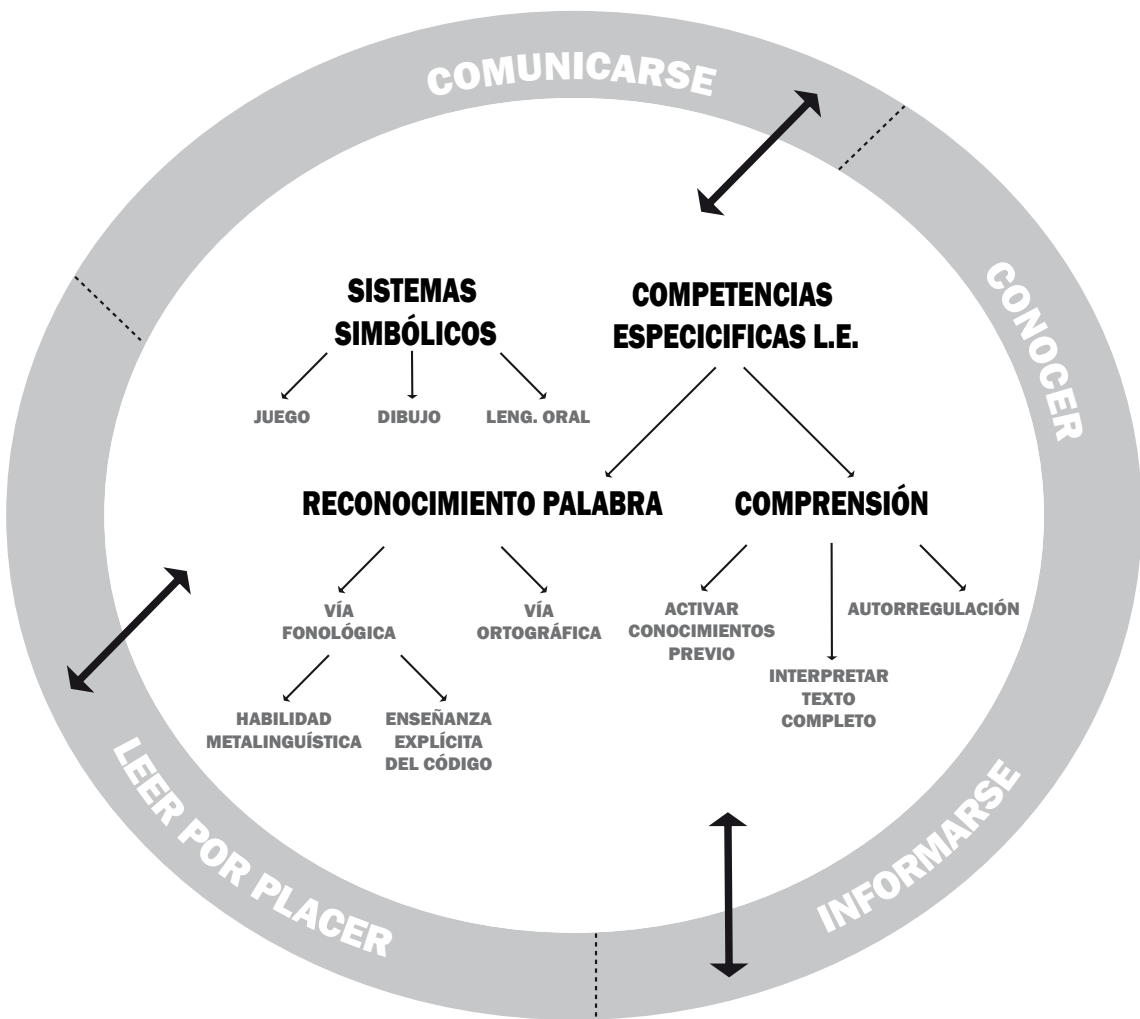 COMUNICARSE
CONOCER
SISTEMAS
SIMBÓLICOS
JUEGO
DIBUJO
LENG. ORAL
COMPETENCIAS
ESPECICIFICAS L.E.
RECONOCIMIENTO PALABRA
COMPRENSIÓN
VÍA
FONOLÓGICA
VÍA
ORTOGRÁFICA
ACTIVAR
CONOCIMIENTOS
PREVIO
AUTORREGULACIÓN
INTERPRETAR
TEXTO
COMPLETO
HABILIDAD
METALINGUÍSTICA
ENSEÑANZA
EXPLÍCITA
DEL CÓDIGO
LEER POR PLACER
INFORMARSE